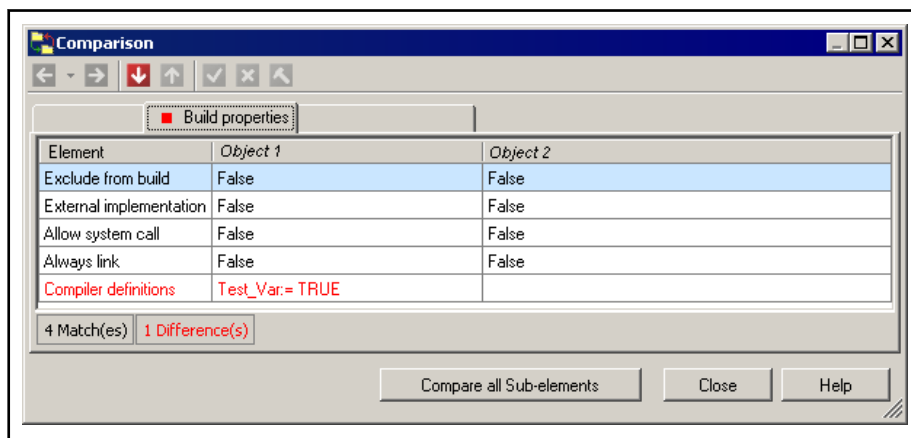 Comparison
Build properties
Element Object 1 Object 2
Exclude from build False False
External implementation False False
Allow system call False False
Always link False False
Compiler definitions Test_Var:= TRUE
4 Match(es) 1 Difference(s)
Compare all Sub-elements Close Help